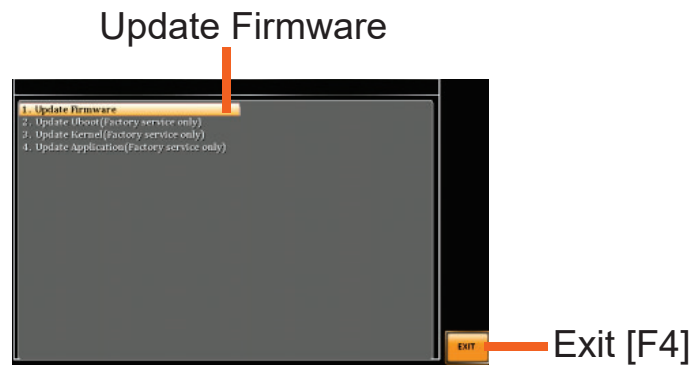 Update Firmware
1. Update Firmware
2. Update Uboot(Factory service only)
3. Update Kernel(Factory service only)
4. Update Application(Factory service only)
EXIT
Exit [F4]